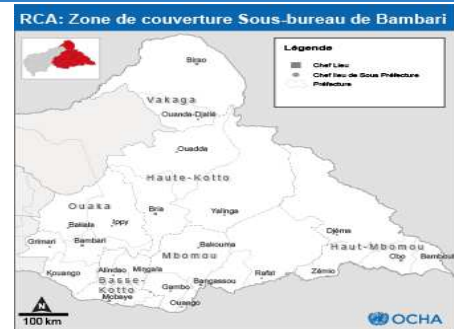 RCA: Zone de couverture Sous-bureau de Bambari
Légende
Chef Lieu
Chef lieu de Sous Préfecture
Préfecture
Birao
Vakaga
Ouanda-Djallé
Ouadda
Haute-Kotto
Ouaka
Bria
Yalinga
Ippy
Bakala
Grimari
Bambari
Bakouma
Djéma
Haut-Mbomou
Mbomou
Obo
Bambouti
Kouango
Alindao
Mingala
Zémio
Rafai
Bangassou
Basse-
Kotto
Gambo
Mobaye
Ouango
N
100 km
OCHA